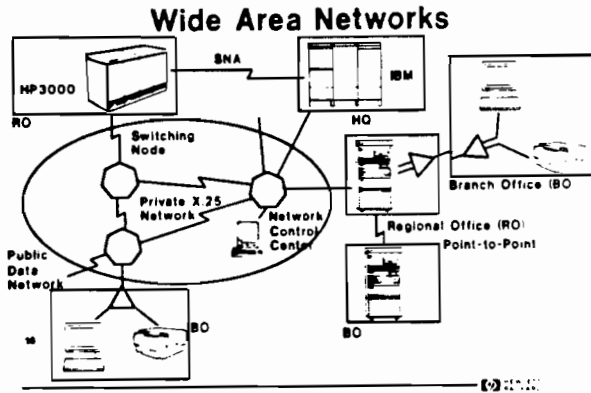 Wide Area Networks
SNA
HP3000
IBM
RO
HQ
Switching
Node
Private X.25
Network
Network
Control
Center
Branch Office (BO
Regional Office (RO)
Point-to-Point
Public
Data
Network
BO
BO